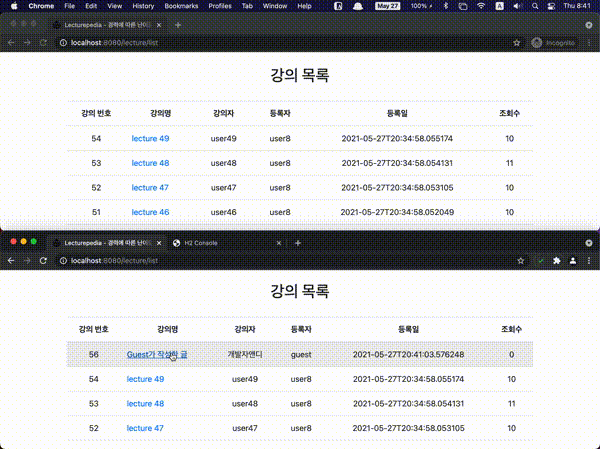 Chrome File Edit View History Bookmarks Profiles Tab Window Help May 27 100% A Thu 8:41
Lecturepedia - 경력에 따른 난이
localhost:8080/lecture/list Incognito
강의 목록
강의 번호 강의명 강의자 등록자 등록일 조회수
54 lecture 49 user49 user8 2021-05-27T20:34:58.055174 10
53 lecture 48 user48 user8 2021-05-27T20:34:58.054131 11
52 lecture 47 user47 user8 2021-05-27T20:34:58.053105 10
51 lecture 46 user46 user8 2021-05-27T20:34:58.052049 10
Lecturepedia - 경력에 따른 난이 H2 Console
localhost:8080/lecture/list
강의 목록
강의 번호 강의명 강의자 등록자 등록일 조회수
56 Guest가 작성한 글 개발자앤디 guest 2021-05-27T20:41:03.576248 0
54 lecture 49 user49 user8 2021-05-27T20:34:58.055174 10
53 lecture 48 user48 user8 2021-05-27T20:34:58.054131 11
52 lecture 47 user47 user8 2021-05-27T20:34:58.053105 10